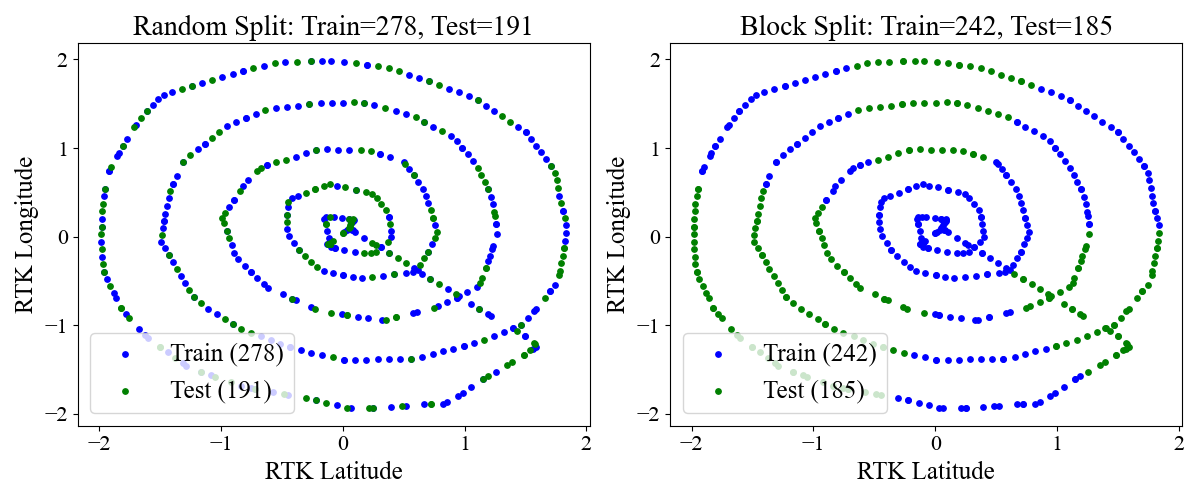 Random Split: Train=278, Test=191
RTK Longitude
2
1
0
−1
−2
Train (278)
Test (191)
−2 −1 0 1 2
RTK Latitude
Block Split: Train=242, Test=185
RTK Longitude
2
1
0
−1
−2
Train (242)
Test (185)
−2 −1 0 1 2
RTK Latitude